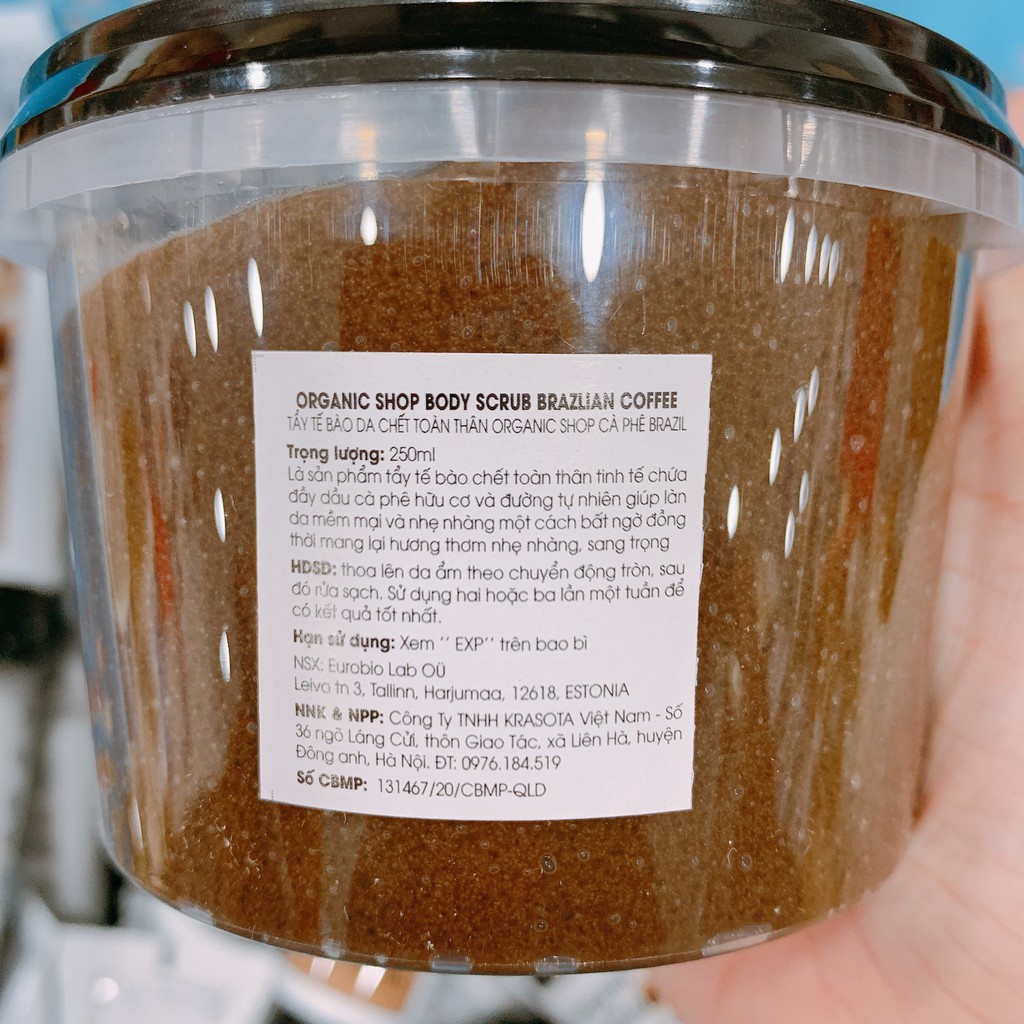 ORGANIC SHOP BODY SCRUB BRAZLIAN COFFEE
TẨY TẾ BÀO DA CHẾT TOÀN THÂN ORGANIC SHOP CÀ PHÊ BRAZIL
Trọng lượng: 250ml
Là sản phẩm tẩy tế bào chết toàn thân tinh tế chứa
đầy dầu cà phê hữu cơ và đường tự nhiên giúp làn
da mềm mại và nhẹ nhàng một cách bất ngờ đồng
thời mang lại hương thơm nhẹ nhàng, sang trọng
HDSD: thoa lên da ẩm theo chuyển động tròn, sau
đó rửa sạch. Sử dụng hai hoặc ba lần một tuần để
có kết quả tốt nhất.
Hạn sử dụng: Xem '' EXP'' trên bao bì
NSX: Eurobio Lab OÜ
Leiva tn 3, Tallinn, Harjumaa, 12618, ESTONIA
NNK & NPP: Công Ty TNHH KRASOTA Việt Nam - Số
36 ngõ Láng Cửi, thôn Giao Tác, xã Liên Hà, huyện
Đông anh, Hà Nội. ĐT: 0976.184.519
Số CBMP: 131467/20/CBMP-QLD